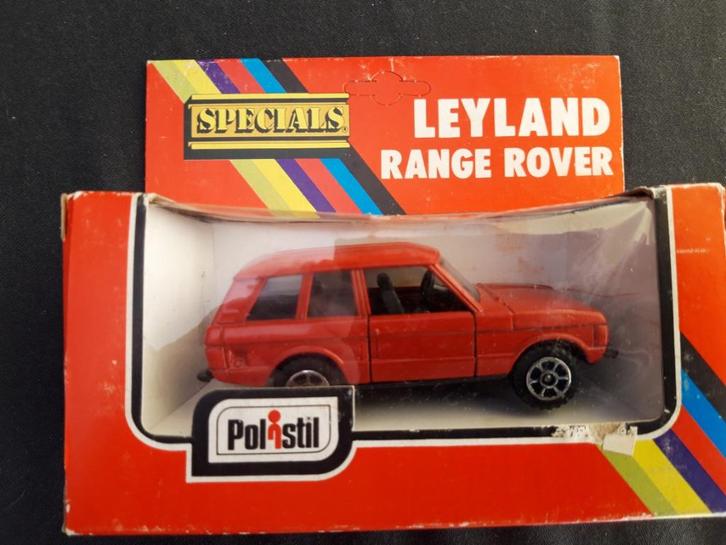 SPECIALS
LEYLAND
RANGE ROVER
Polistil